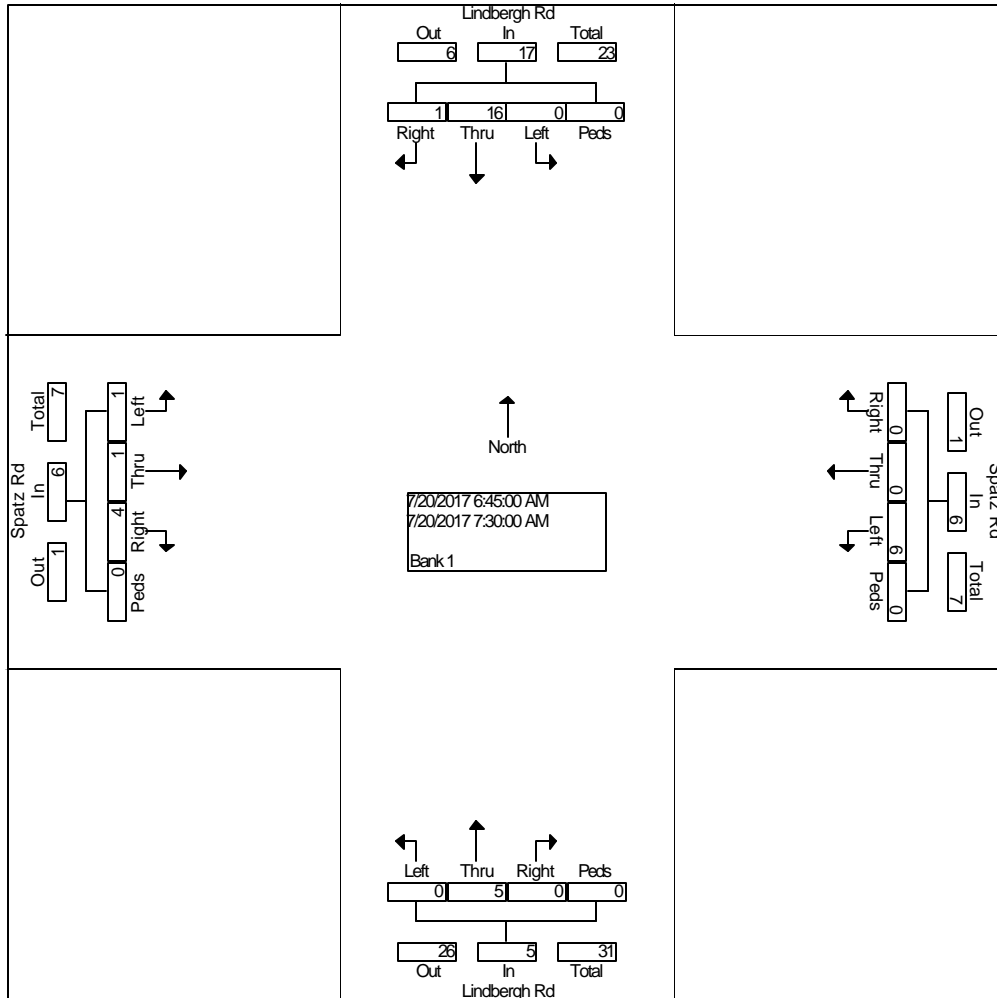 Lindbergh Rd
Out In Total
6 17 23
1 16 0 0
Right Thru Left Peds
Spatz Rd
Total In Out
7 6 1
1 1 4 0
Left Thru Right Peds
North
7/20/2017 6:45:00 AM
7/20/2017 7:30:00 AM
Bank 1
Right Thru Left Peds
0 0 6 0
Out In Total
1 6 7
Spatz Rd
Left Thru Right Peds
0 5 0 0
26 5 31
Out In Total
Lindbergh Rd